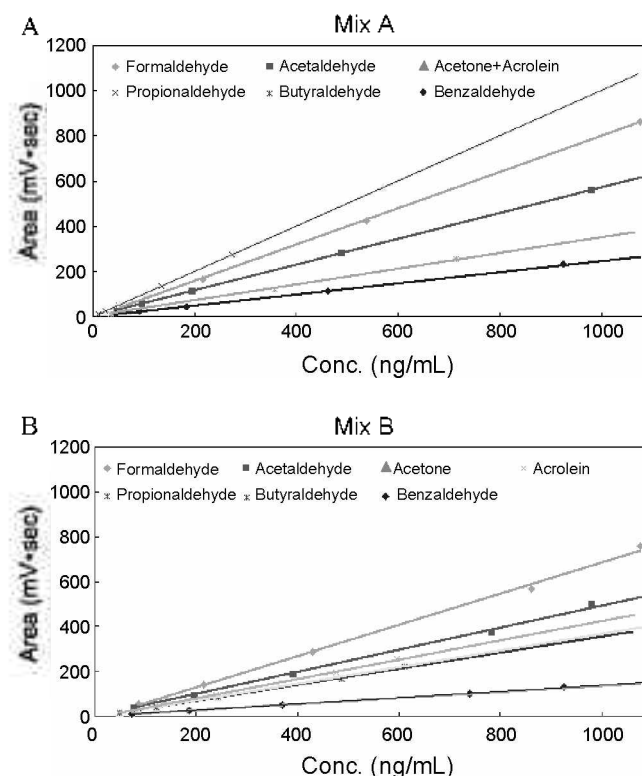 A
Mix A
1200
1000
800
600
400
200
0
Area (mV•sec)
Formaldehyde Acetaldehyde Acetone+Acrolein
Propionaldehyde Butyraldehyde Benzaldehyde
0 200 400 600 800 1000
Conc. (ng/mL)
B
Mix B
1200
1000
800
600
400
200
0
Area (mV•sec)
Formaldehyde Acetaldehyde Acetone Acrolein
Propionaldehyde Butyraldehyde Benzaldehyde
0 200 400 600 800 1000
Conc. (ng/mL)